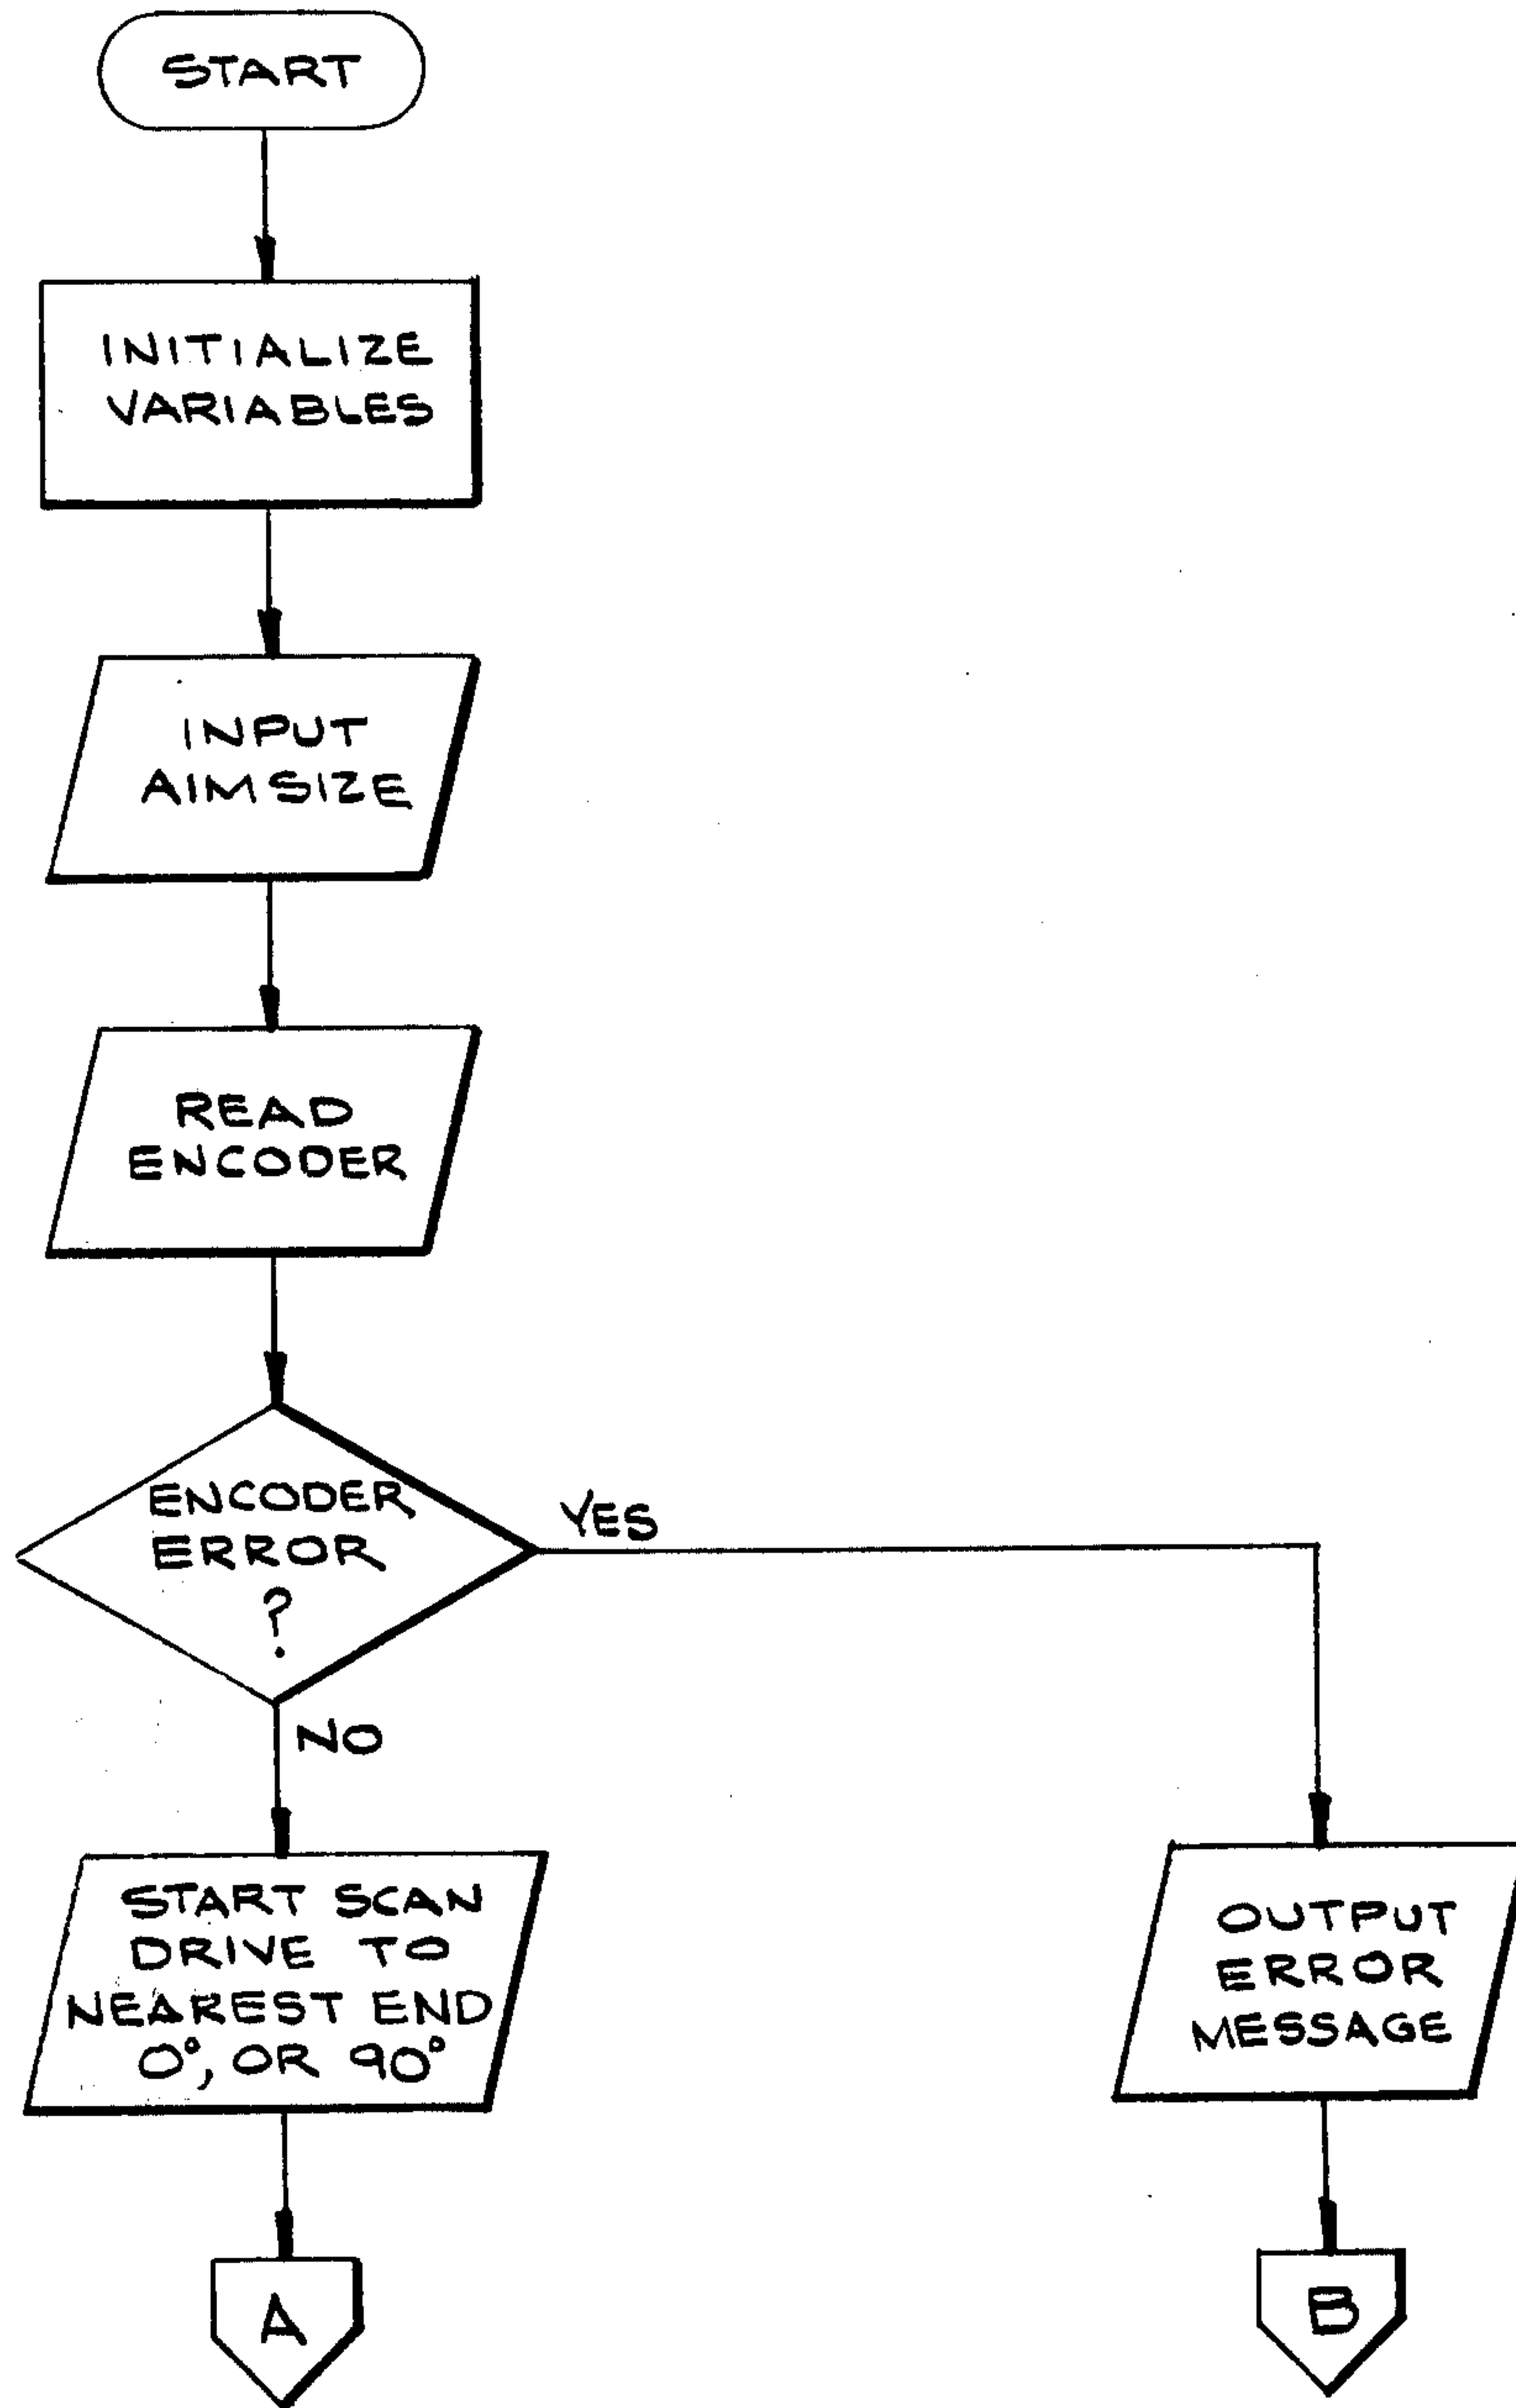 START
INITIALIZE
VARIABLES
INPUT
AIMSIZE
READ
ENCODER
ENCODER
ERROR
?
YES
NO
START SCAN
DRIVE TO
NEAREST END
0°, OR 90°
OUTPUT
ERROR
MESSAGE
A
B